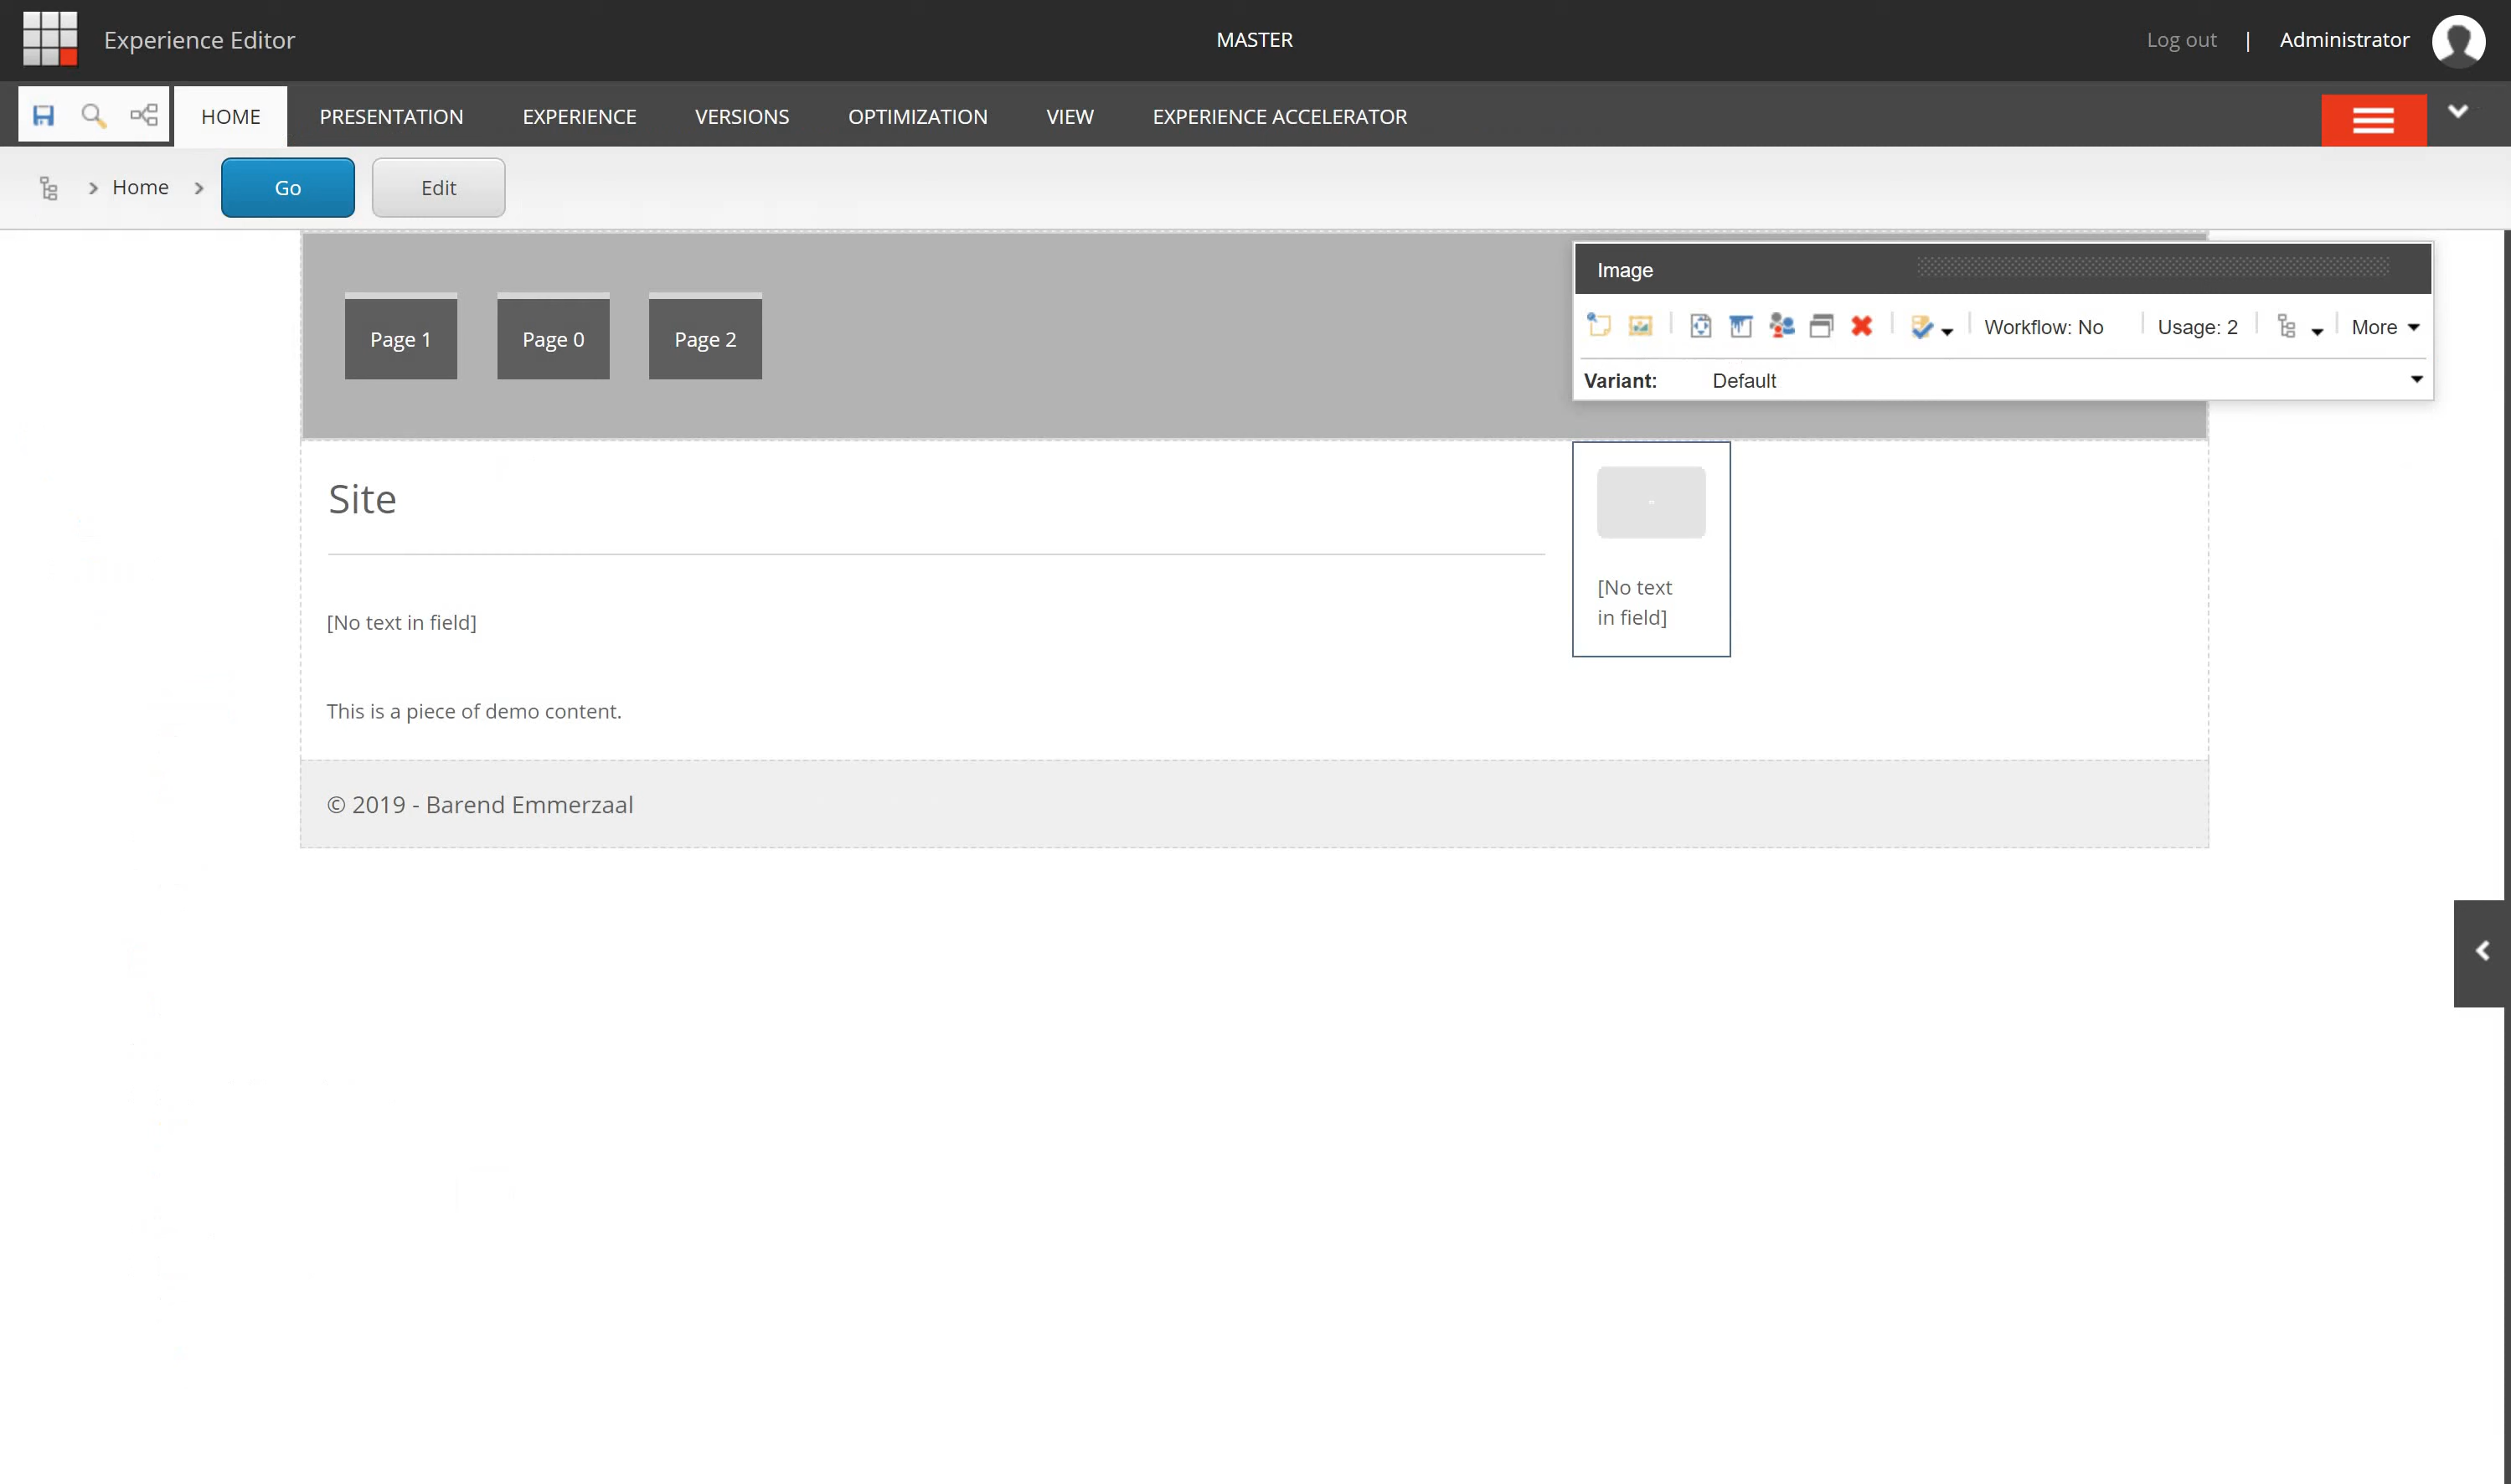 Experience Editor
MASTER
Log out | Administrator
HOME PRESENTATION EXPERIENCE VERSIONS OPTIMIZATION VIEW EXPERIENCE ACCELERATOR
Home Go Edit
Image
Workflow: No Usage: 2 More
Variant: Default
Page 1 Page 0 Page 2
Site
[No text in field]
This is a piece of demo content.
[No text
in field]
© 2019 - Barend Emmerzaal